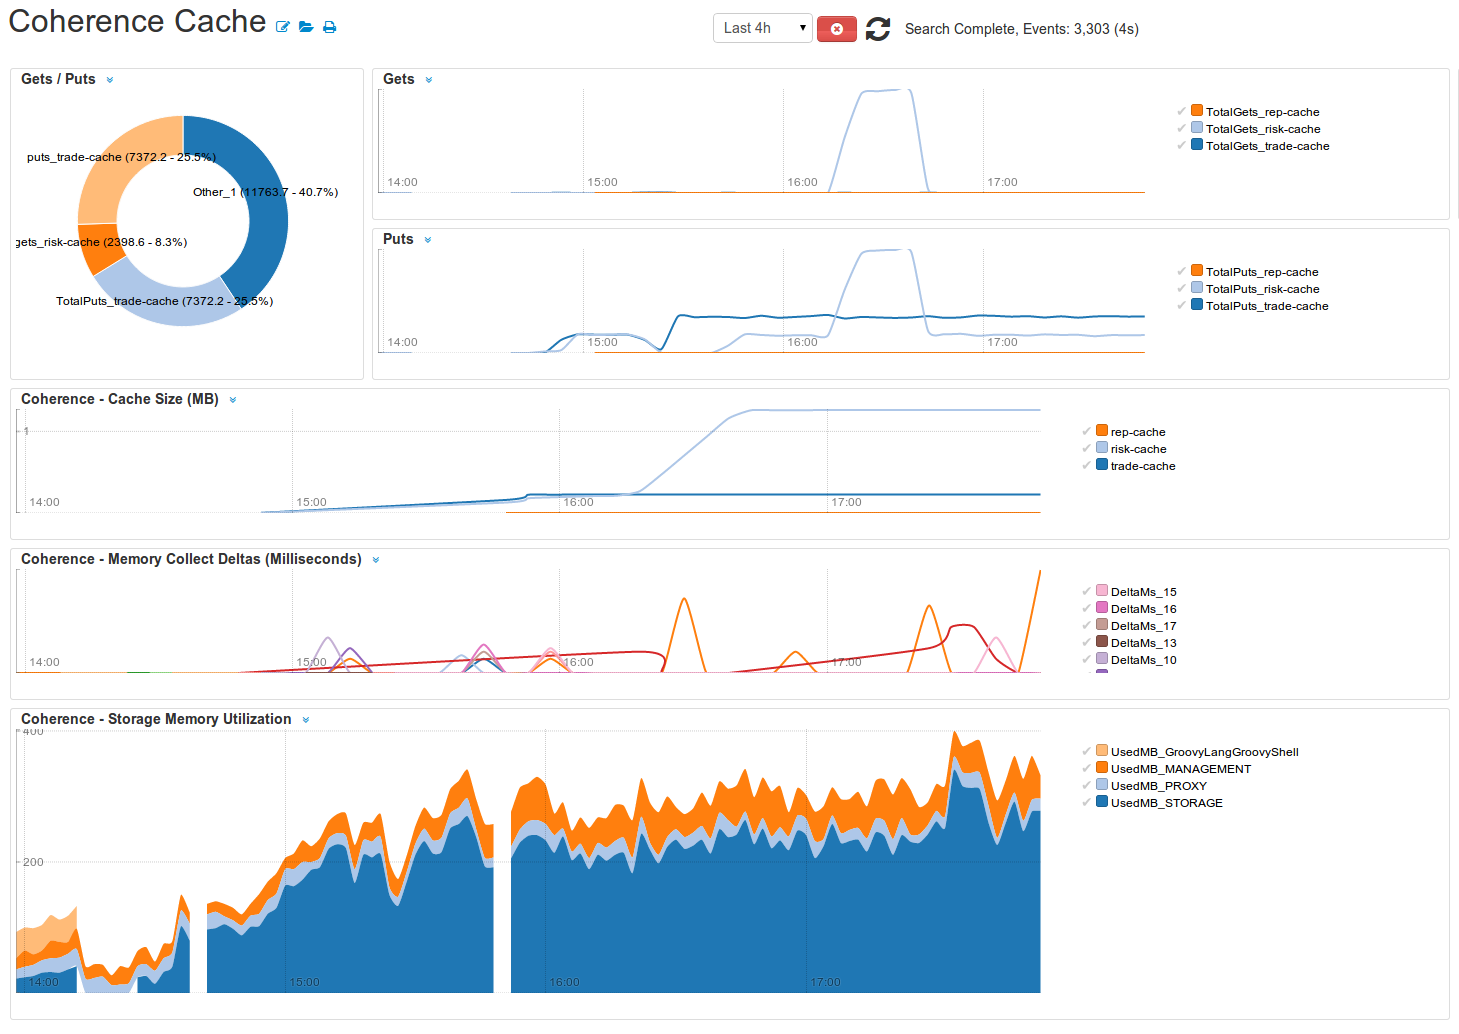 Coherence Cache
Last 4h
Search Complete, Events: 3,303 (4s)
Gets / Puts
puts_trade-cache (7372.2 - 25.5%)
Other_1 (11763.7 - 40.7%)
gets_risk-cache (2398.6 - 8.3%)
TotalPuts_trade-cache (7372.2 - 25.5%)
Gets
14:00 15:00 16:00 17:00
TotalGets_rep-cache
TotalGets_risk-cache
TotalGets_trade-cache
Puts
14:00 15:00 16:00 17:00
TotalPuts_rep-cache
TotalPuts_risk-cache
TotalPuts_trade-cache
Coherence - Cache Size (MB)
1
14:00 15:00 16:00 17:00
rep-cache
risk-cache
trade-cache
Coherence - Memory Collect Deltas (Milliseconds)
14:00 15:00 16:00 17:00
DeltaMs_15
DeltaMs_16
DeltaMs_17
DeltaMs_13
DeltaMs_10
Coherence - Storage Memory Utilization
400
200
14:00 15:00 16:00 17:00
UsedMB_GroovyLangGroovyShell
UsedMB_MANAGEMENT
UsedMB_PROXY
UsedMB_STORAGE